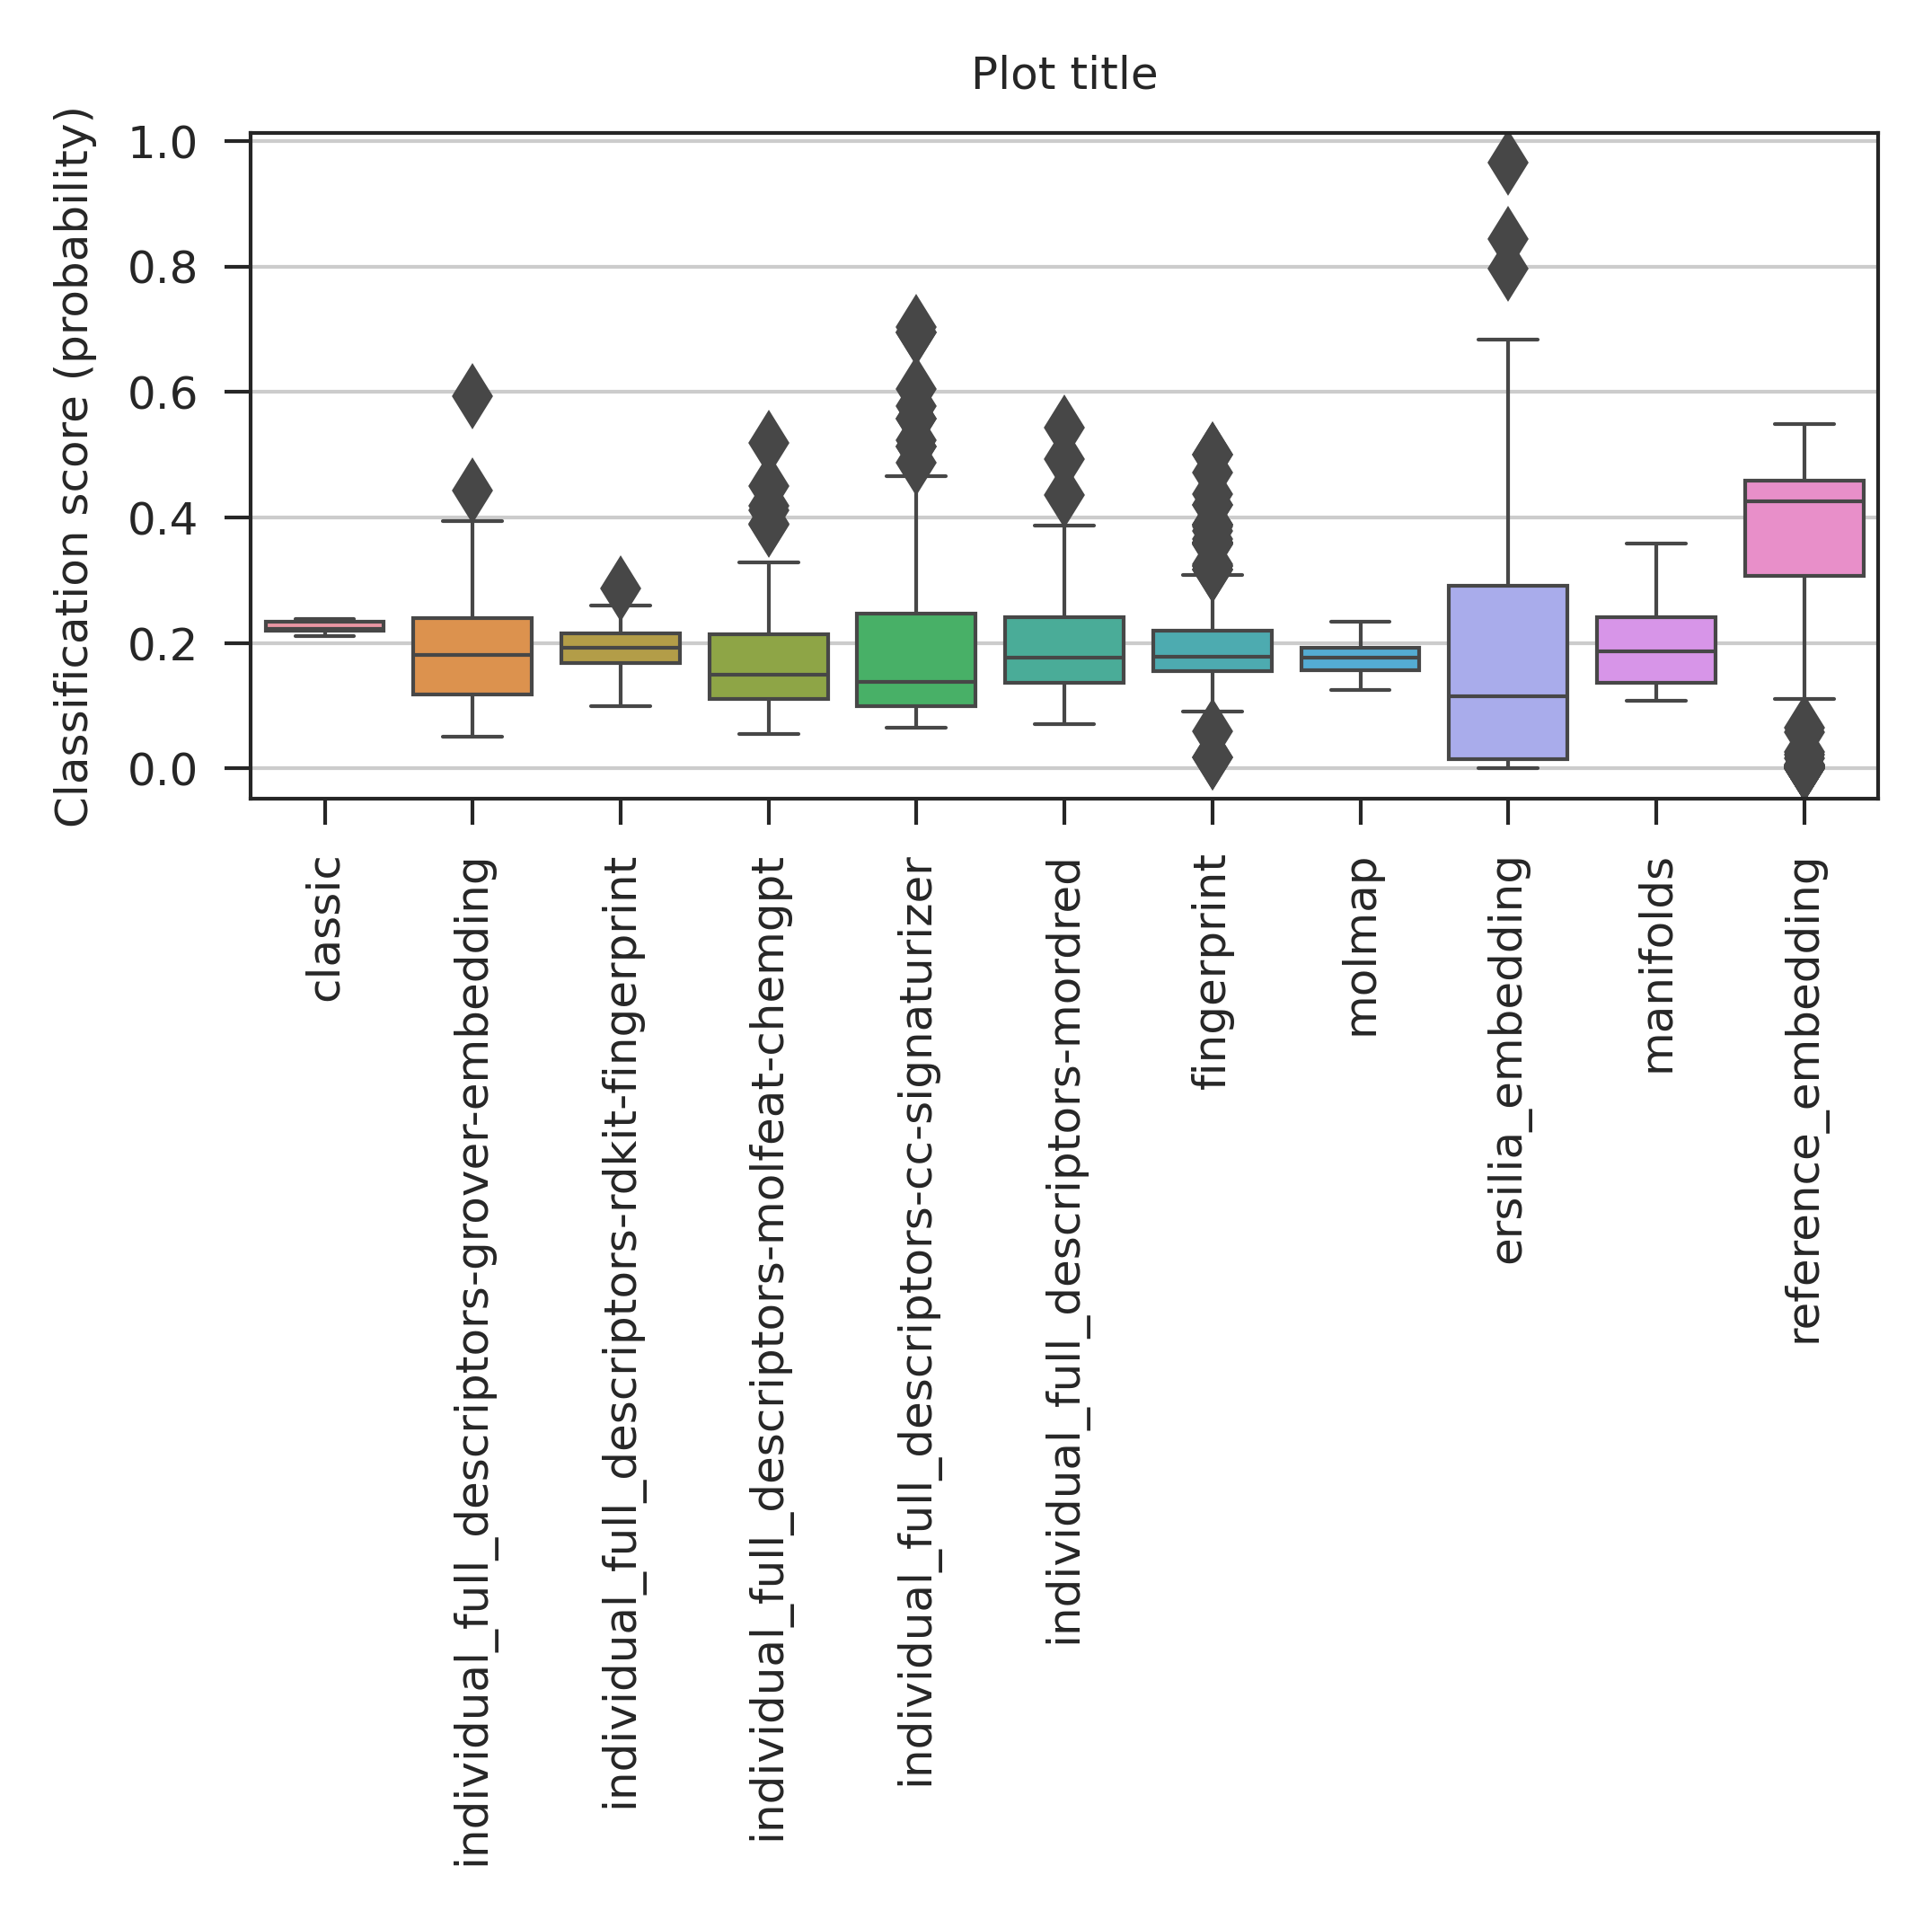 Plot title
Classification score (probability)
1.0
0.8
0.6
0.4
0.2
0.0
classic
individual_full_descriptors-grover-embedding
individual_full_descriptors-rdkit-fingerprint
individual_full_descriptors-molfeat-chemgpt
individual_full_descriptors-cc-signaturizer
individual_full_descriptors-mordred
fingerprint
molmap
ersilia_embedding
manifolds
reference_embedding